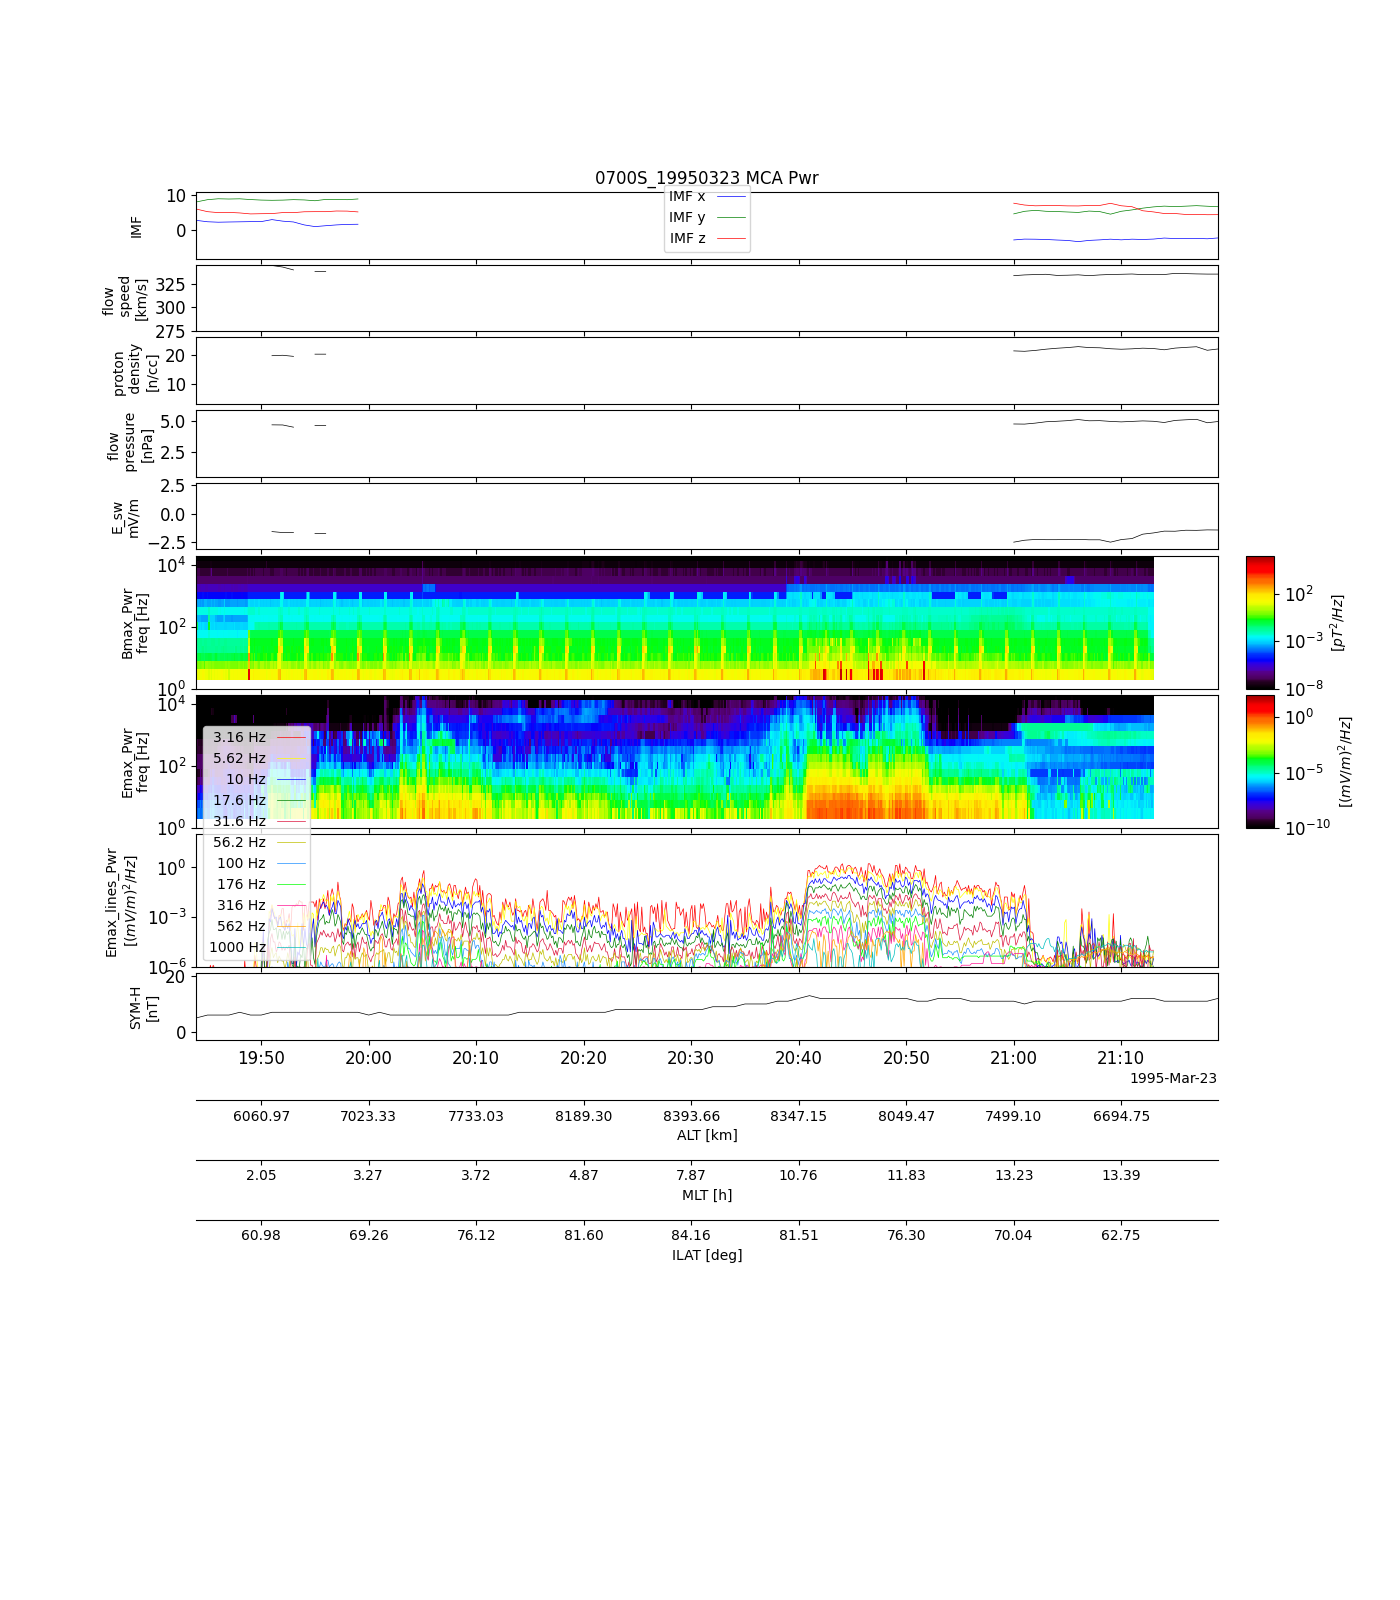 0700S_19950323 MCA Pwr
10
0
IMF
IMF x
IMF y
IMF z
325
300
275
flow
speed
[km/s]
20
10
proton
density
[n/cc]
5.0
2.5
flow
pressure
[nPa]
2.5
0.0
−2.5
E_sw
mV/m
10^4
10^2
10^0
Bmax_Pwr
freq [Hz]
10^2
10^−3
10^−8
[pT^2/Hz]
10^4
10^2
10^0
Emax_Pwr
freq [Hz]
10^0
10^−5
10^−10
[(mV/m)^2/Hz]
3.16 Hz
5.62 Hz
10 Hz
17.6 Hz
31.6 Hz
56.2 Hz
100 Hz
176 Hz
316 Hz
562 Hz
1000 Hz
10^0
10^−3
10^−6
Emax_lines_Pwr
[(mV/m)^2/Hz]
20
0
SYM-H
[nT]
19:50 20:00 20:10 20:20 20:30 20:40 20:50 21:00 21:10
1995-Mar-23
6060.97 7023.33 7733.03 8189.30 8393.66 8347.15 8049.47 7499.10 6694.75
ALT [km]
2.05 3.27 3.72 4.87 7.87 10.76 11.83 13.23 13.39
MLT [h]
60.98 69.26 76.12 81.60 84.16 81.51 76.30 70.04 62.75
ILAT [deg]